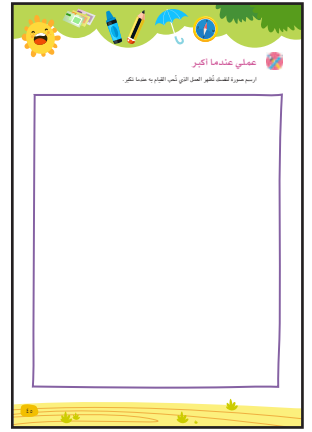 عملي عندما أكبر
ارسم صورة لنفسك تُظهر العمل الذي تُحب القيام به عندما تكبر.
٤٥